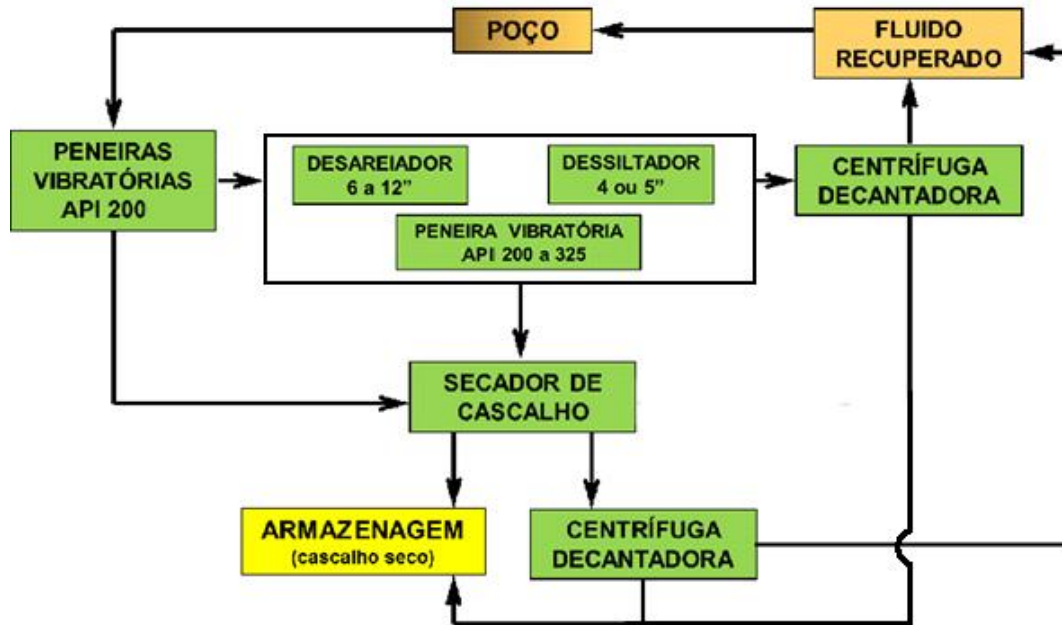 POÇO
FLUIDO
RECUPERADO
PENEIRAS
VIBRATÓRIAS
API 200
DESAREIADOR
6 a 12”
DESSILTADOR
4 ou 5”
PENEIRA VIBRATÓRIA
API 200 a 325
CENTRÍFUGA
DECANTADORA
SECADOR DE
CASCALHO
ARMAZENAGEM
(cascalho seco)
CENTRÍFUGA
DECANTADORA